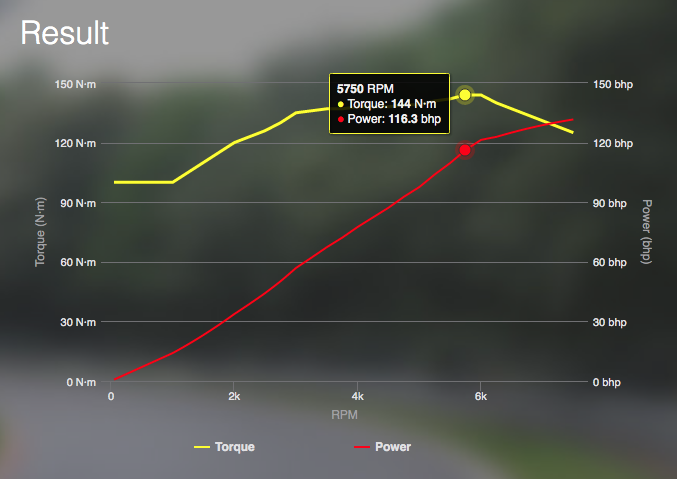 Result
150 N·m
120 N·m
90 N·m
60 N·m
30 N·m
0 N·m
Torque (N·m)
5750 RPM
Torque: 144 N·m
Power: 116.3 bhp
150 bhp
120 bhp
90 bhp
60 bhp
30 bhp
0 bhp
Power (bhp)
0 2k 4k 6k
RPM
Torque Power